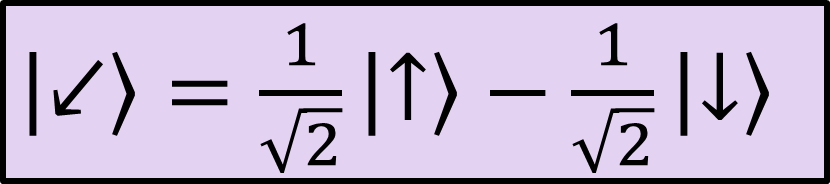 |↙⟩ = 1/√2 |↑⟩ − 1/√2 |↓⟩